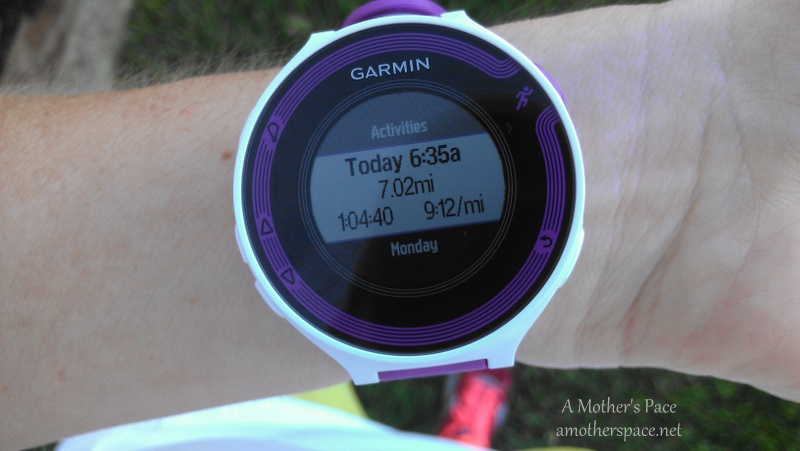 GARMIN
Activities
Today 6:35a
7.02mi
1:04:40 9:12/mi
Monday
A Mother's Pace
amotherspace.net